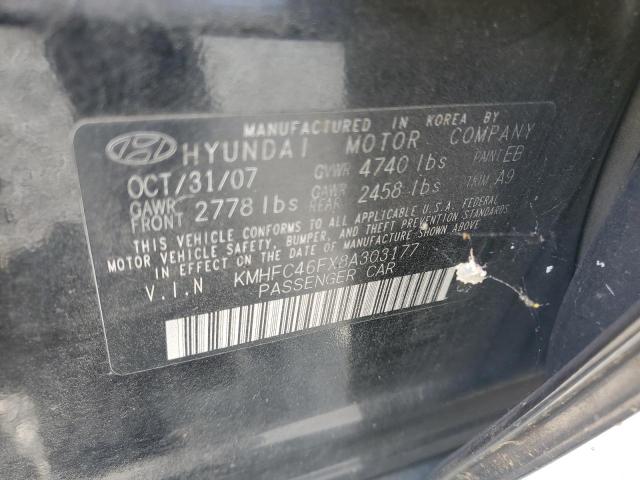 MANUFACTURED IN KOREA BY
HYUNDAI MOTOR COMPANY
OCT/31/07 GVWR 4740 lbs PAINT EB
GAWR FRONT 2778 lbs GAWR REAR 2458 lbs TRIM A9
THIS VEHICLE CONFORMS TO ALL APPLICABLE U.S.A. FEDERAL
MOTOR VEHICLE SAFETY, BUMPER, AND THEFT PREVENTION STANDARDS
IN EFFECT ON THE DATE OF MANUFACTURE SHOWN ABOVE.
V.I.N KMHFC46FX8A303177
PASSENGER CAR